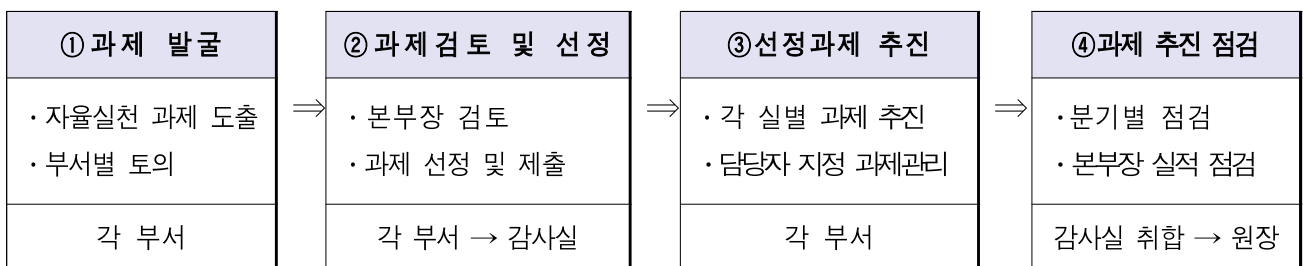 ①과제 발굴
· 자율실천 과제 도출
· 부서별 토의
각 부서
⇒
②과제검토 및 선정
· 본부장 검토
· 과제 선정 및 제출
각 부서 → 감사실
⇒
③선정과제 추진
· 각 실별 과제 추진
· 담당자 지정 과제관리
각 부서
⇒
④과제 추진 점검
· 분기별 점검
· 본부장 실적 점검
감사실 취합 → 원장